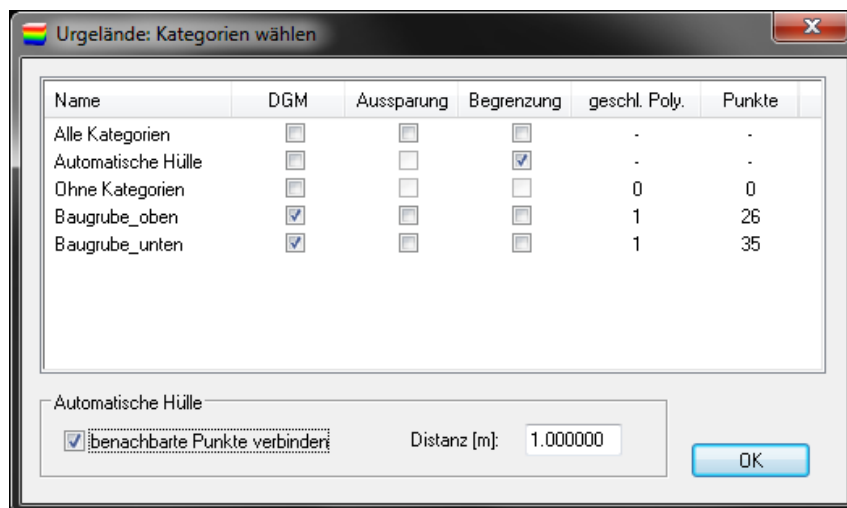 Urgelände: Kategorien wählen
Name DGM Aussparung Begrenzung geschl. Poly. Punkte
Alle Kategorien - -
Automatische Hülle - -
Ohne Kategorien 0 0
Baugrube_oben 1 26
Baugrube_unten 1 35
Automatische Hülle
benachbarte Punkte verbinden Distanz [m]: 1.000000
OK